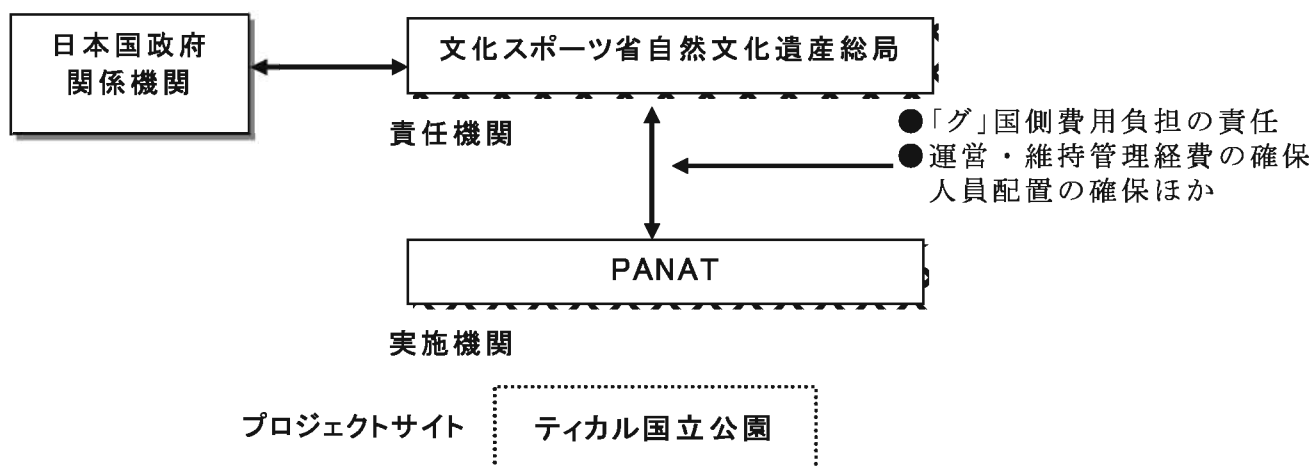 日本国政府
関係機関
文化スポーツ省自然文化遺産総局
責任機関
●「グ」国側費用負担の責任
●運営・維持管理経費の確保
人員配置の確保ほか
PANAT
実施機関
プロジェクトサイト
ティカル国立公園